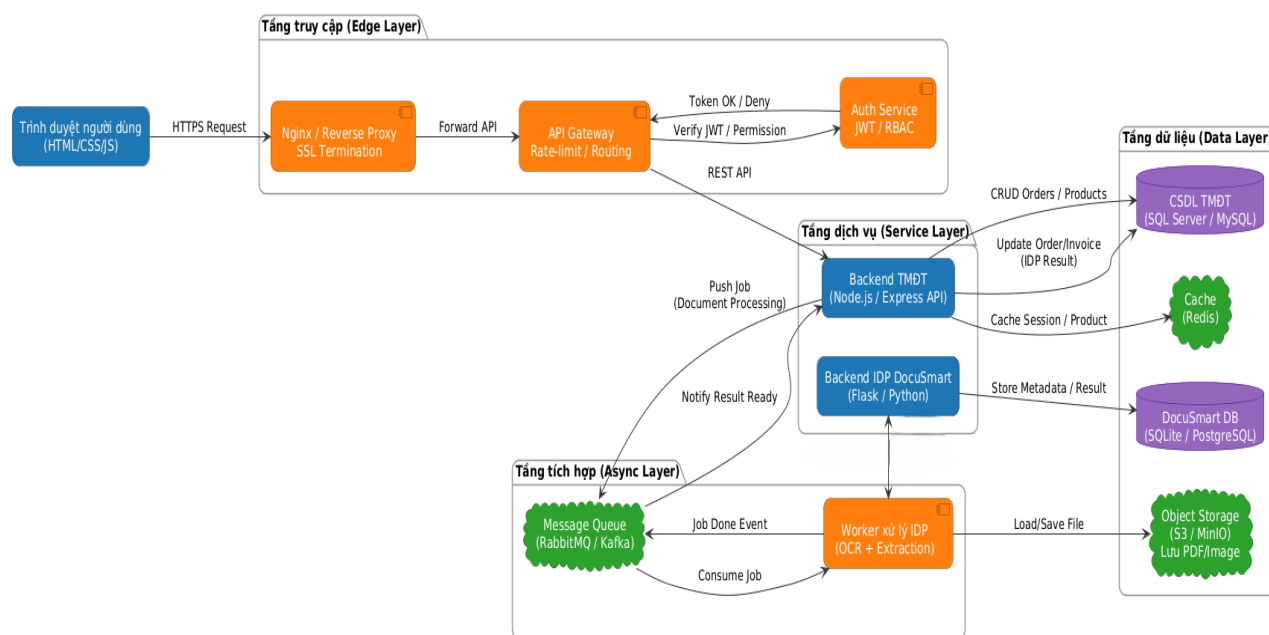 Tầng truy cập (Edge Layer)
Trình duyệt người dùng
(HTML/CSS/JS)
HTTPS Request
Nginx / Reverse Proxy
SSL Termination
Forward API
API Gateway
Rate-limit / Routing
Token OK / Deny
Verify JWT / Permission
Auth Service
JWT / RBAC
REST API
Tầng dịch vụ (Service Layer)
Backend TMĐT
(Node.js / Express API)
Backend IDP DocuSmart
(Flask / Python)
Push Job
(Document Processing)
Notify Result Ready
CRUD Orders / Products
Update Order/Invoice
(IDP Result)
Cache Session / Product
Store Metadata / Result
Tầng dữ liệu (Data Layer)
CSDL TMĐT
(SQL Server / MySQL)
Cache
(Redis)
DocuSmart DB
(SQLite / PostgreSQL)
Object Storage
(S3 / MinIO)
Lưu PDF/Image
Tầng tích hợp (Async Layer)
Message Queue
(RabbitMQ / Kafka)
Job Done Event
Consume Job
Worker xử lý IDP
(OCR + Extraction)
Load/Save File